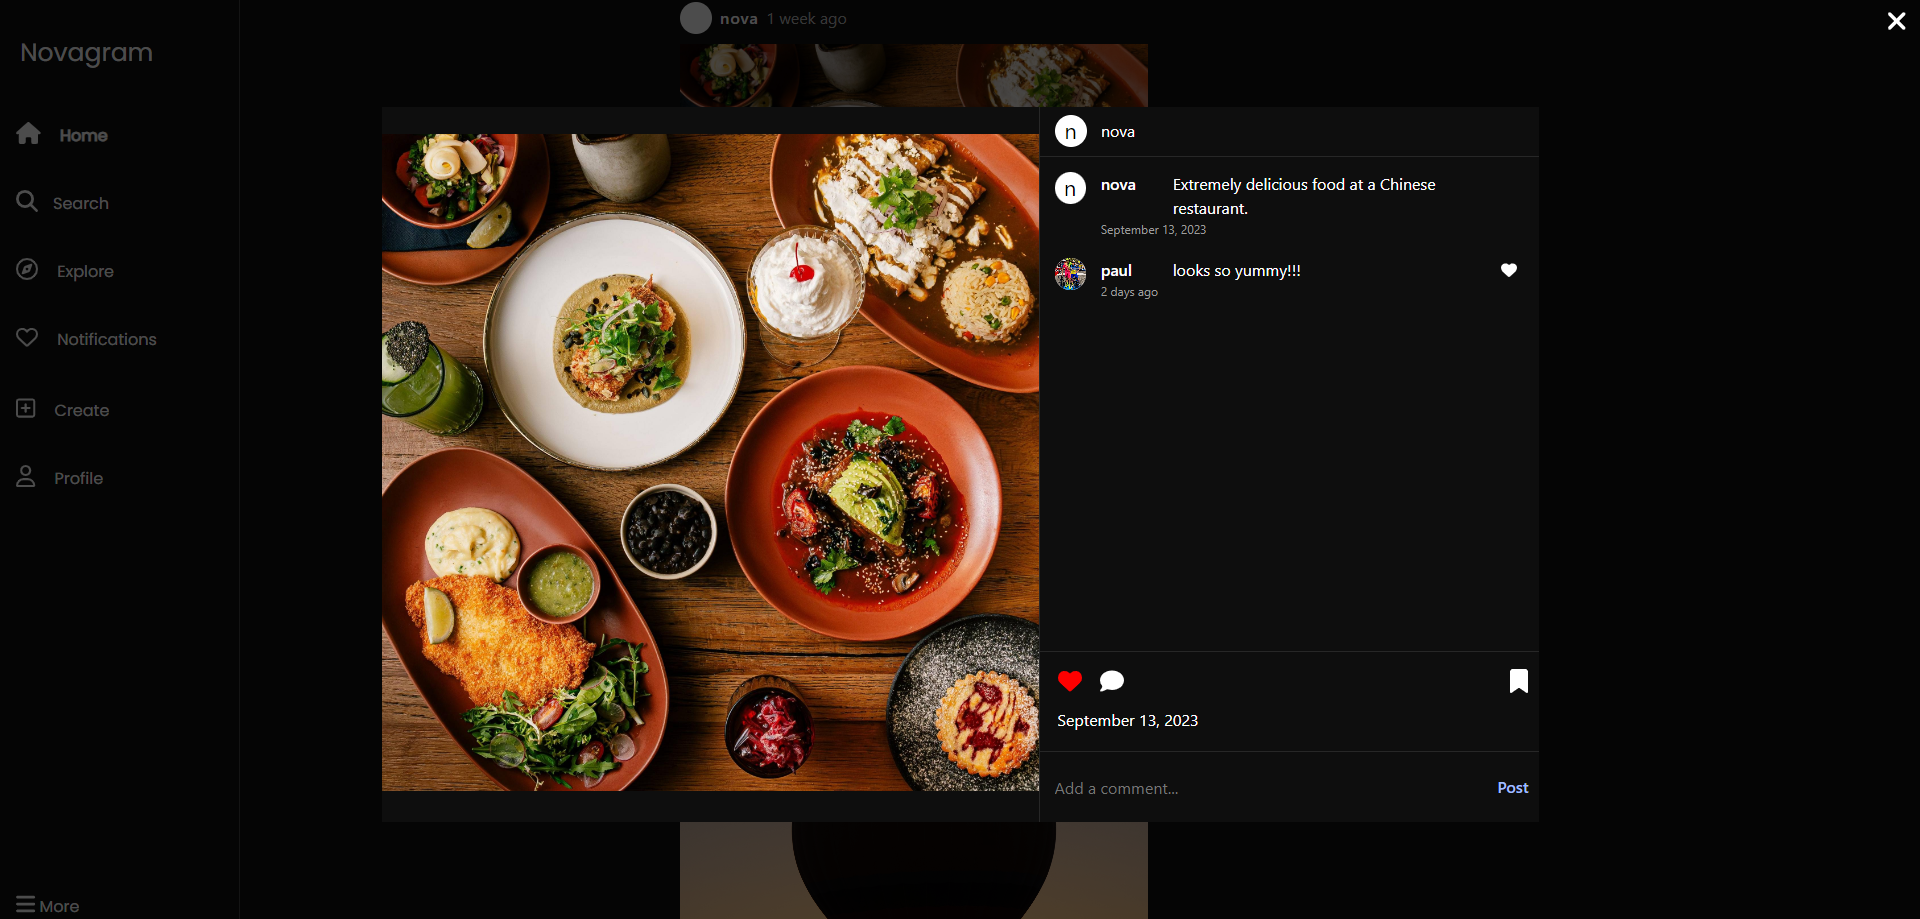 Novagram
Home
Search
Explore
Notifications
Create
Profile
More
nova 1 week ago
n nova
n nova Extremely delicious food at a Chinese
restaurant.
September 13, 2023
paul looks so yummy!!!
2 days ago
September 13, 2023
Add a comment... Post